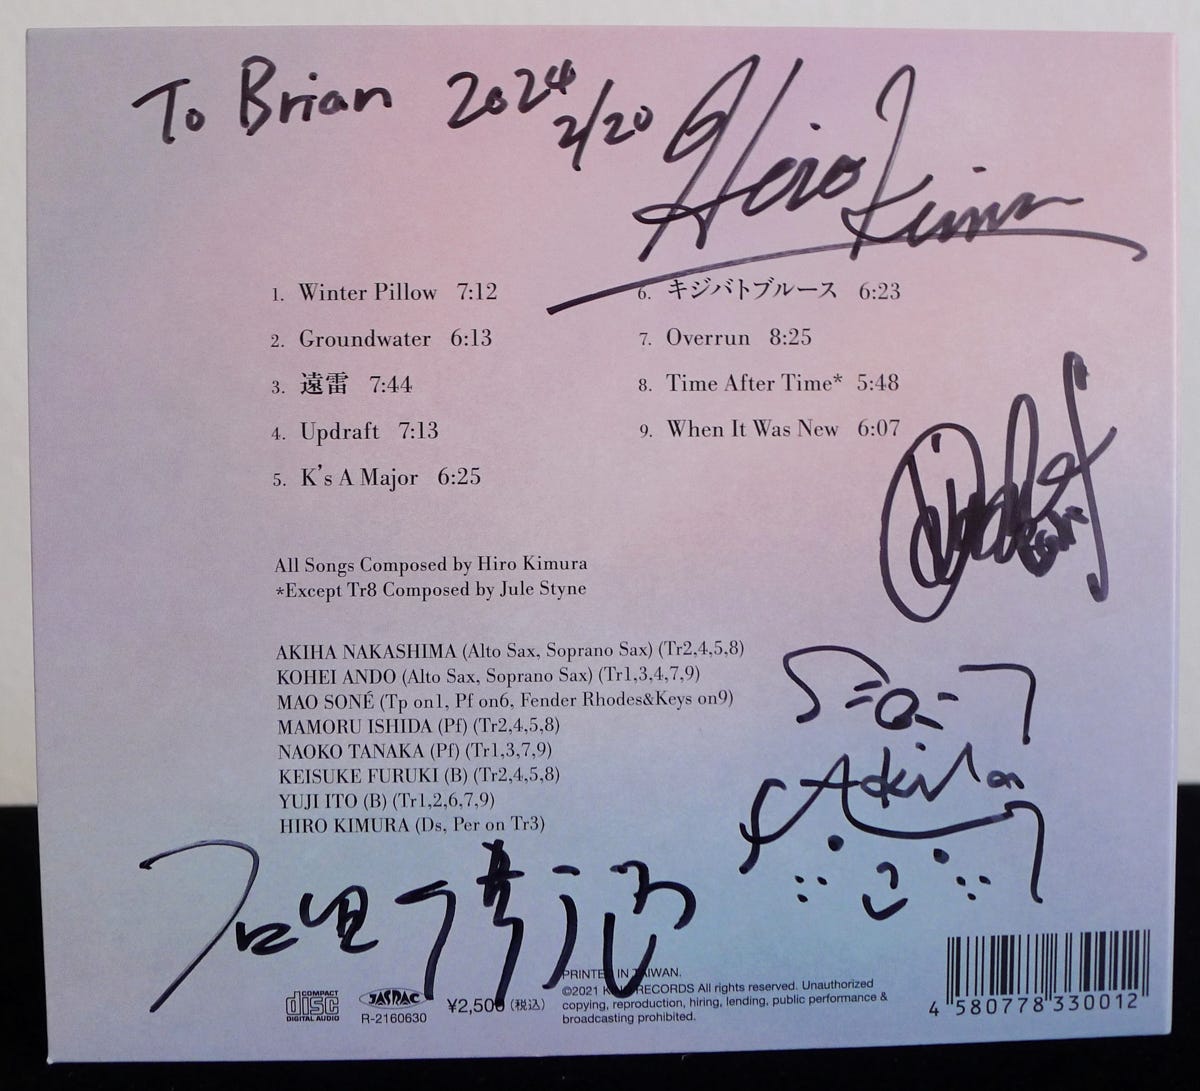 To Brian 2024
2/20
Hiro Kimura
1. Winter Pillow 7:12
2. Groundwater 6:13
3. 遠雷 7:44
4. Updraft 7:13
5. K's A Major 6:25
6. キジバトブルース 6:23
7. Overrun 8:25
8. Time After Time* 5:48
9. When It Was New 6:07
All Songs Composed by Hiro Kimura
*Except Tr8 Composed by Jule Styne
AKIHA NAKASHIMA (Alto Sax, Soprano Sax) (Tr2,4,5,8)
KOHEI ANDO (Alto Sax, Soprano Sax) (Tr1,3,4,7,9)
MAO SONÉ (Tp on1, Pf on6, Fender Rhodes&Keys on9)
MAMORU ISHIDA (Pf) (Tr2,4,5,8)
NAOKO TANAKA (Pf) (Tr1,3,7,9)
KEISUKE FURUKI (B) (Tr2,4,5,8)
YUJI ITO (B) (Tr1,2,6,7,9)
HIRO KIMURA (Ds, Per on Tr3)
Akiha
COMPACT
disc
DIGITAL AUDIO
JASRAC
R-2160630
¥2,500 (税込)
PRINTED IN TAIWAN.
©2021 KING RECORDS All rights reserved. Unauthorized
copying, reproduction, hiring, lending, public performance &
broadcasting prohibited.
4 580778 330012